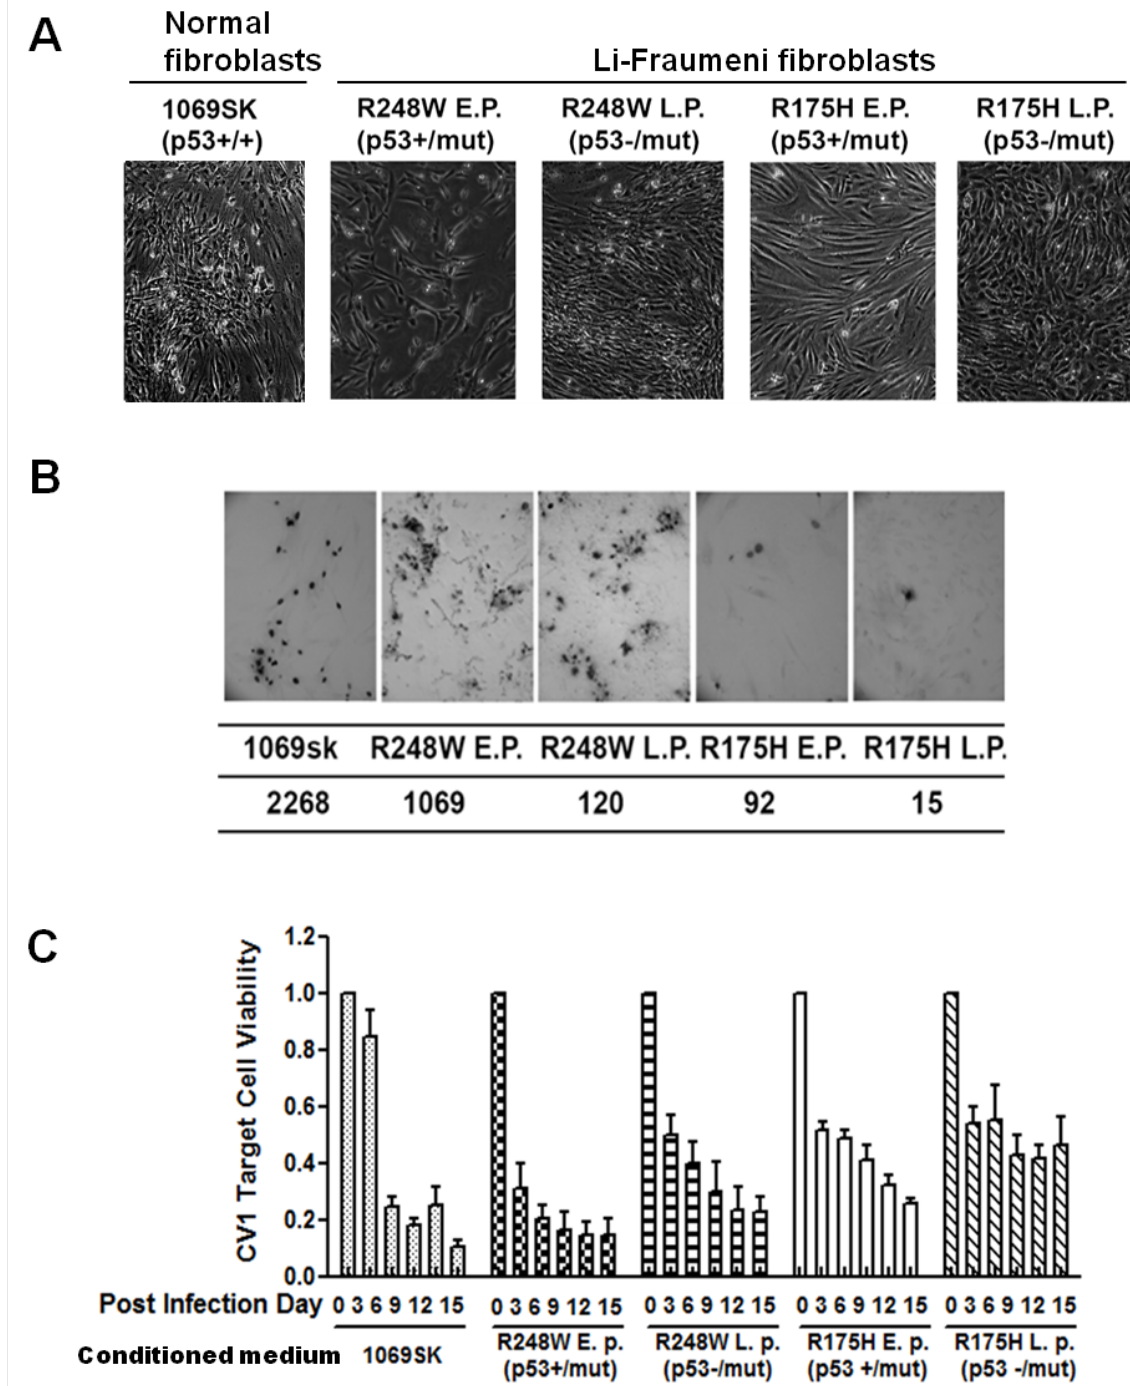 A
Normal
fibroblasts
Li-Fraumeni fibroblasts
1069SK
(p53+/+)
R248W E.P.
(p53+/mut)
R248W L.P.
(p53-/mut)
R175H E.P.
(p53+/mut)
R175H L.P.
(p53-/mut)
B
1069sk R248W E.P. R248W L.P. R175H E.P. R175H L.P.
2268 1069 120 92 15
C
CV1 Target Cell Viability
1.2
1.0
0.8
0.6
0.4
0.2
0.0
Post Infection Day 0 3 6 9 12 15 0 3 6 9 12 15 0 3 6 9 12 15 0 3 6 9 12 15 0 3 6 9 12 15
Conditioned medium
1069SK
R248W E. p.
(p53+/mut)
R248W L. p.
(p53-/mut)
R175H E. p.
(p53 +/mut)
R175H L. p.
(p53 -/mut)